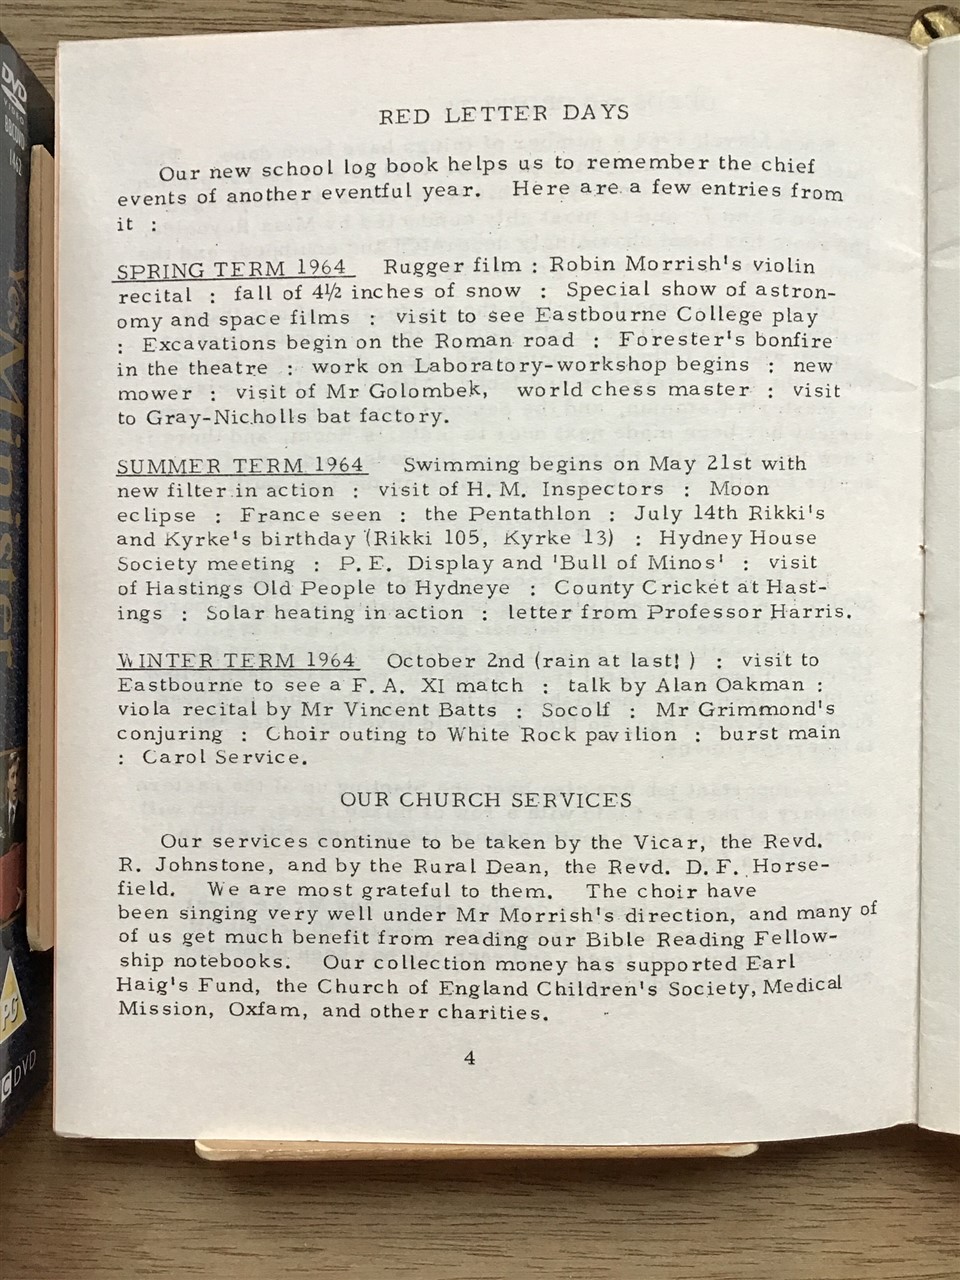 DVD
VIDEO
BBCDVD 1462
Yes Minister
PG
C DVD
RED LETTER DAYS
Our new school log book helps us to remember the chief
events of another eventful year. Here are a few entries from
it :
SPRING TERM 1964 Rugger film : Robin Morrish's violin
recital : fall of 4½ inches of snow : Special show of astron-
omy and space films : visit to see Eastbourne College play
: Excavations begin on the Roman road : Forester's bonfire
in the theatre : work on Laboratory-workshop begins : new
mower : visit of Mr Golombek, world chess master : visit
to Gray-Nicholls bat factory.
SUMMER TERM 1964 Swimming begins on May 21st with
new filter in action : visit of H. M. Inspectors : Moon
eclipse : France seen : the Pentathlon : July 14th Rikki's
and Kyrke's birthday (Rikki 105, Kyrke 13) : Hydney House
Society meeting : P. E. Display and 'Bull of Minos' : visit
of Hastings Old People to Hydneye : County Cricket at Hast-
ings : Solar heating in action : letter from Professor Harris.
WINTER TERM 1964 October 2nd (rain at last! ) : visit to
Eastbourne to see a F. A. XI match : talk by Alan Oakman :
viola recital by Mr Vincent Batts : Socolf : Mr Grimmond's
conjuring : Choir outing to White Rock pavilion : burst main
: Carol Service.
OUR CHURCH SERVICES
Our services continue to be taken by the Vicar, the Revd.
R. Johnstone, and by the Rural Dean, the Revd. D. F. Horse-
field. We are most grateful to them. The choir have
been singing very well under Mr Morrish's direction, and many of
of us get much benefit from reading our Bible Reading Fellow-
ship notebooks. Our collection money has supported Earl
Haig's Fund, the Church of England Children's Society, Medical
Mission, Oxfam, and other charities.
4